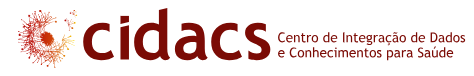 cidacs
Centro de Integração de Dados
e Conhecimentos para Saúde